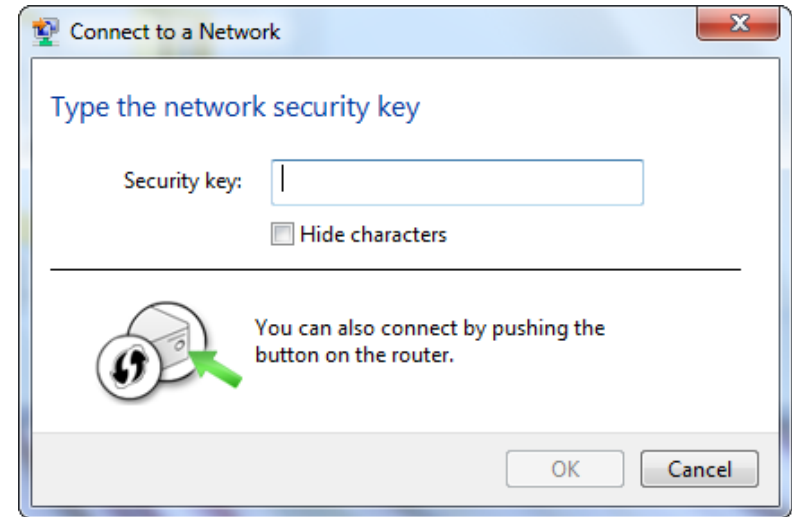 Connect to a Network
Type the network security key
Security key:
Hide characters
You can also connect by pushing the
button on the router.
OK
Cancel